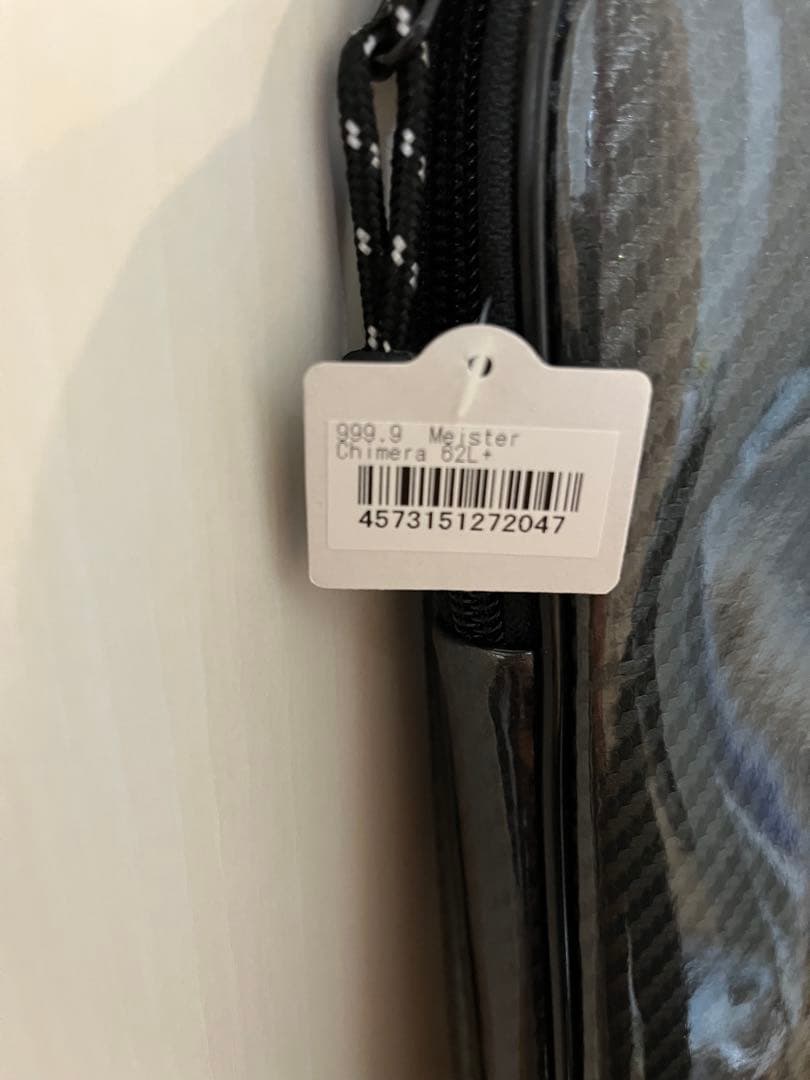 999.9 Meister
Chimera 62L+
4573151272047